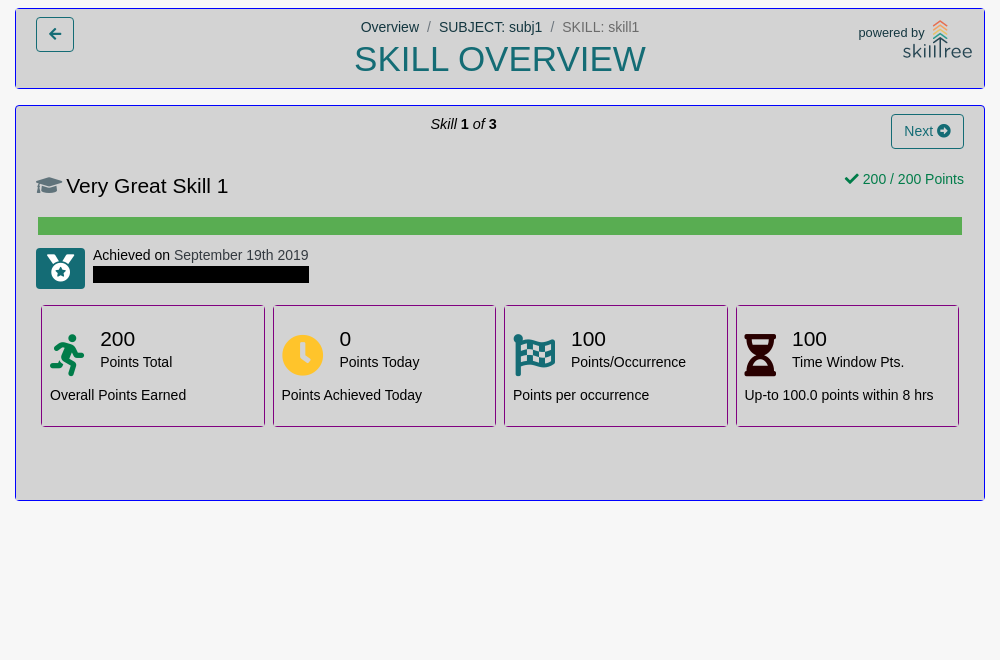 Overview / SUBJECT: subj1 / SKILL: skill1
SKILL OVERVIEW
powered by
skilltree
Skill 1 of 3
Next
Very Great Skill 1
200 / 200 Points
Achieved on September 19th 2019
200
Points Total
Overall Points Earned
0
Points Today
Points Achieved Today
100
Points/Occurrence
Points per occurrence
100
Time Window Pts.
Up-to 100.0 points within 8 hrs